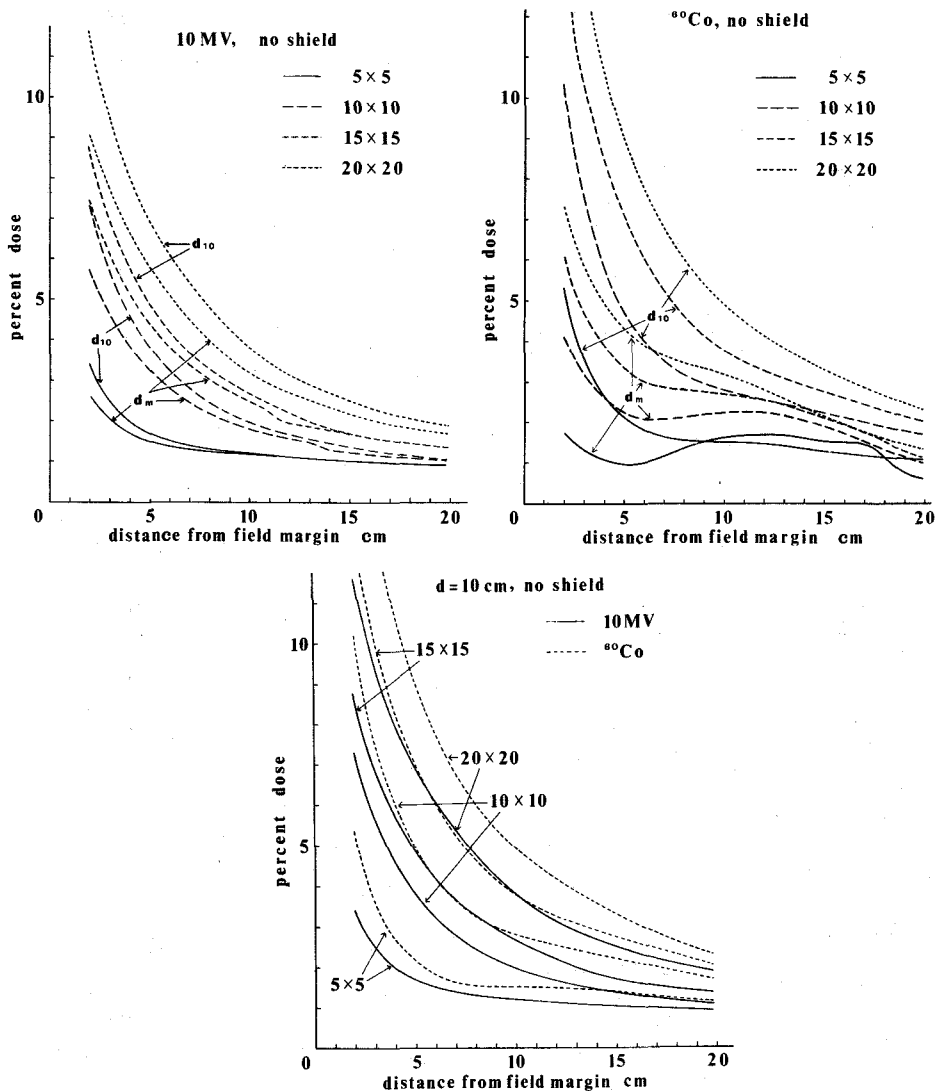 10 MV, no shield
5×5
10×10
15×15
20×20
10
5
0
percent dose
d₁₀
d₁₀
dₘ
5
10
15
20
distance from field margin cm
⁶⁰Co, no shield
5×5
10×10
15×15
20×20
10
5
0
percent dose
d₁₀
dₘ
5
10
15
20
distance from field margin cm
d=10 cm, no shield
10MV
⁶⁰Co
10
5
0
percent dose
15×15
20×20
10×10
5×5
5
10
15
20
distance from field margin cm